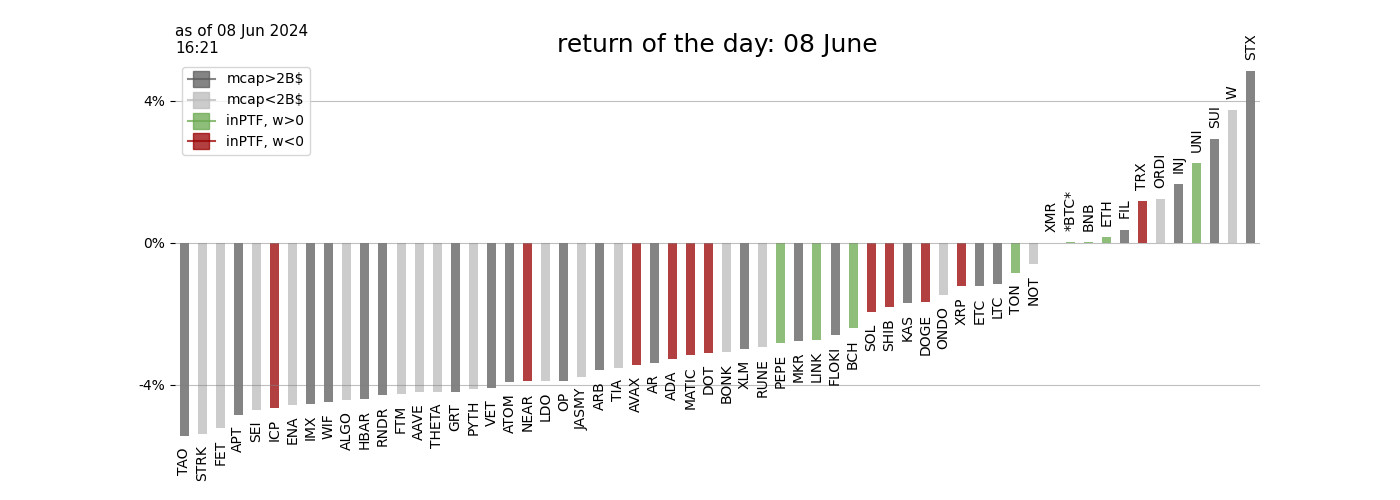 as of 08 Jun 2024
16:21
return of the day: 08 June
mcap>2B$
mcap<2B$
inPTF, w>0
inPTF, w<0
4%
0%
-4%
TAO
STRK
FET
APT
SEI
ICP
ENA
IMX
WIF
ALGO
HBAR
RNDR
FTM
AAVE
THETA
GRT
PYTH
VET
ATOM
NEAR
LDO
OP
JASMY
ARB
TIA
AVAX
AR
ADA
MATIC
DOT
BONK
XLM
RUNE
PEPE
MKR
LINK
FLOKI
BCH
SOL
SHIB
KAS
DOGE
ONDO
XRP
ETC
LTC
TON
NOT
XMR
*BTC*
BNB
ETH
FIL
TRX
ORDI
INJ
UNI
SUI
W
STX